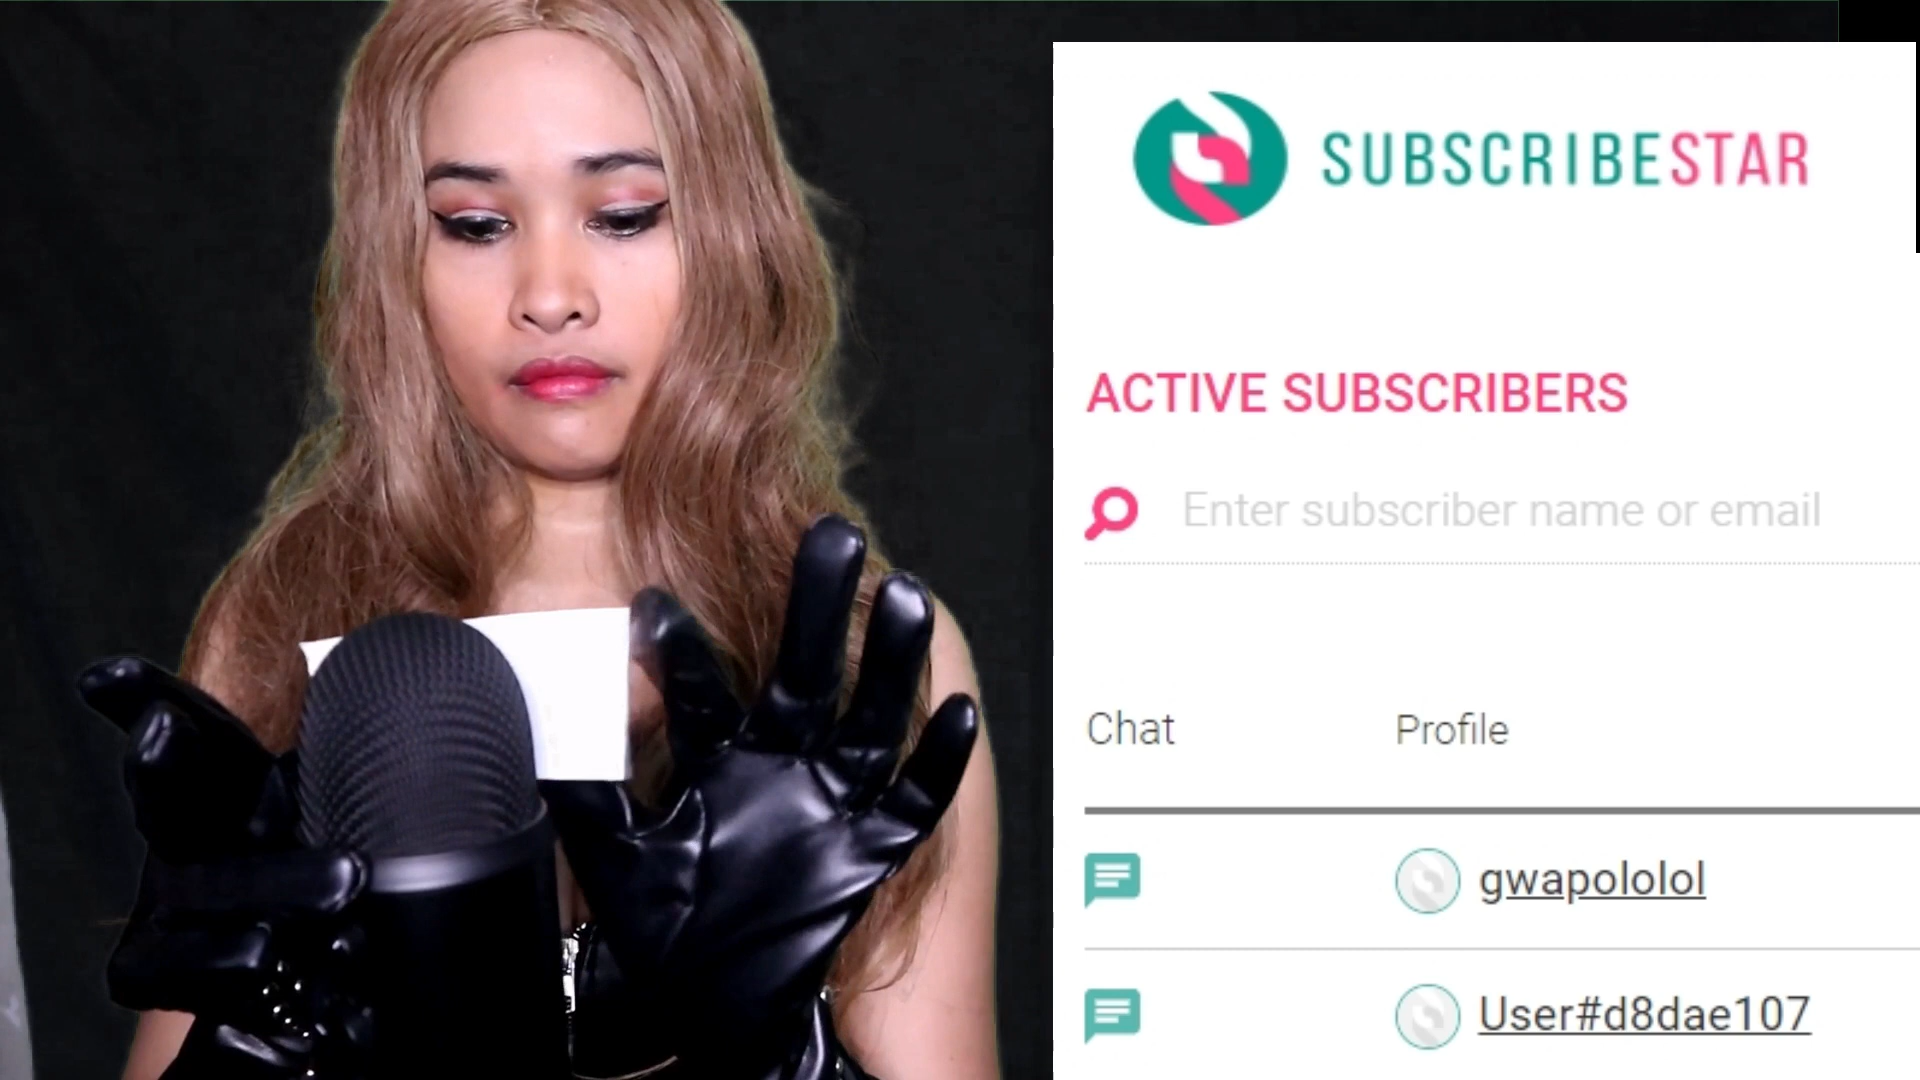 SUBSCRIBESTAR
ACTIVE SUBSCRIBERS
Enter subscriber name or email
Chat Profile
gwapololol
User#d8dae107